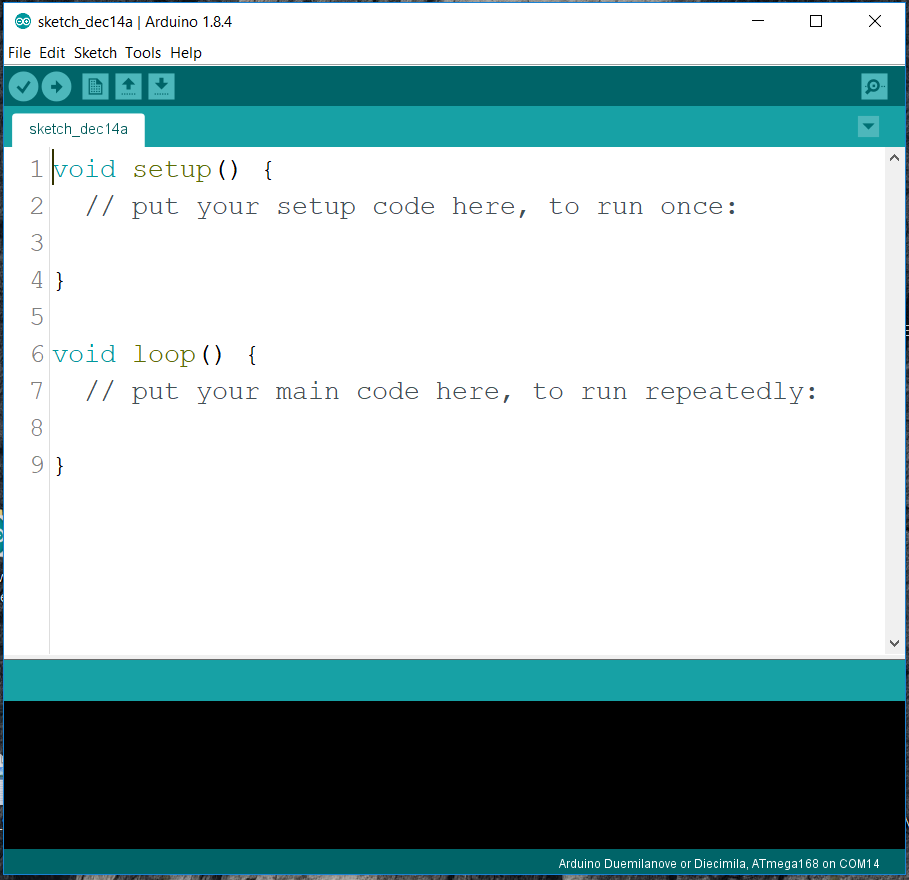 sketch_dec14a | Arduino 1.8.4
File Edit Sketch Tools Help
sketch_dec14a
1 void setup() {
2   // put your setup code here, to run once:
3
4 }
5
6 void loop() {
7   // put your main code here, to run repeatedly:
8
9 }
Arduino Duemilanove or Diecimila, ATmega168 on COM14